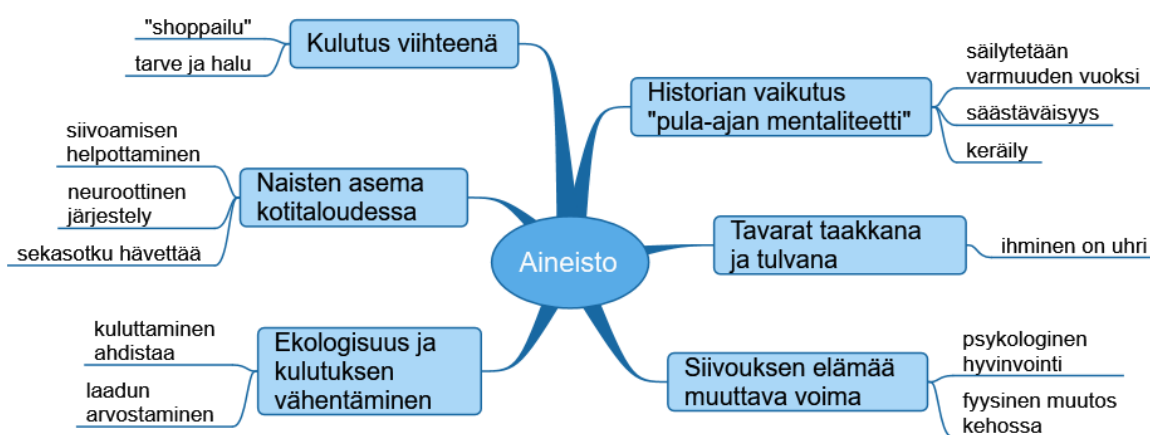 "shoppailu"
tarve ja halu
Kulutus viihteenä
siivoamisen
helpottaminen
neuroottinen
järjestely
sekasotku hävettää
Naisten asema
kotitaloudessa
kuluttaminen
ahdistaa
laadun
arvostaminen
Ekologisuus ja
kulutuksen
vähentäminen
Aineisto
Historian vaikutus
"pula-ajan mentaliteetti"
säilytetään
varmuuden vuoksi
säästäväisyys
keräily
Tavarat taakkana
ja tulvana
ihminen on uhri
Siivouksen elämää
muuttava voima
psykologinen
hyvinvointi
fyysinen muutos
kehossa